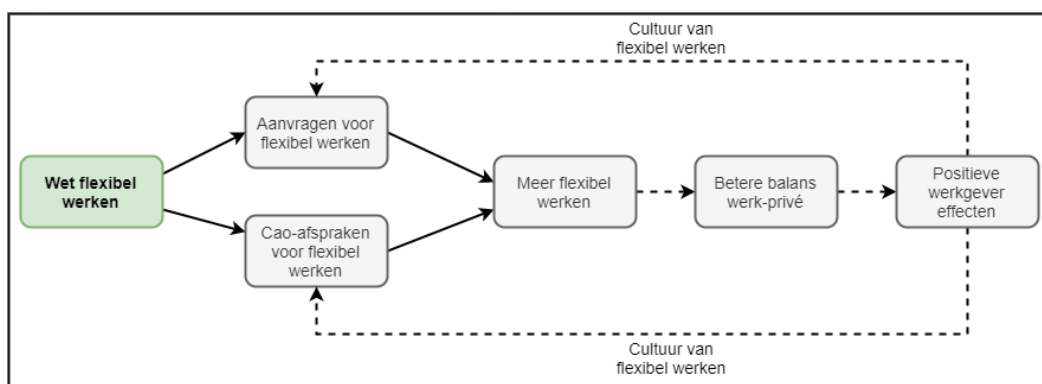 Cultuur van
flexibel werken
Aanvragen voor
flexibel werken
Wet flexibel
werken
Meer flexibel
werken
Betere balans
werk-privé
Positieve
werkgever
effecten
Cao-afspraken
voor flexibel
werken
Cultuur van
flexibel werken